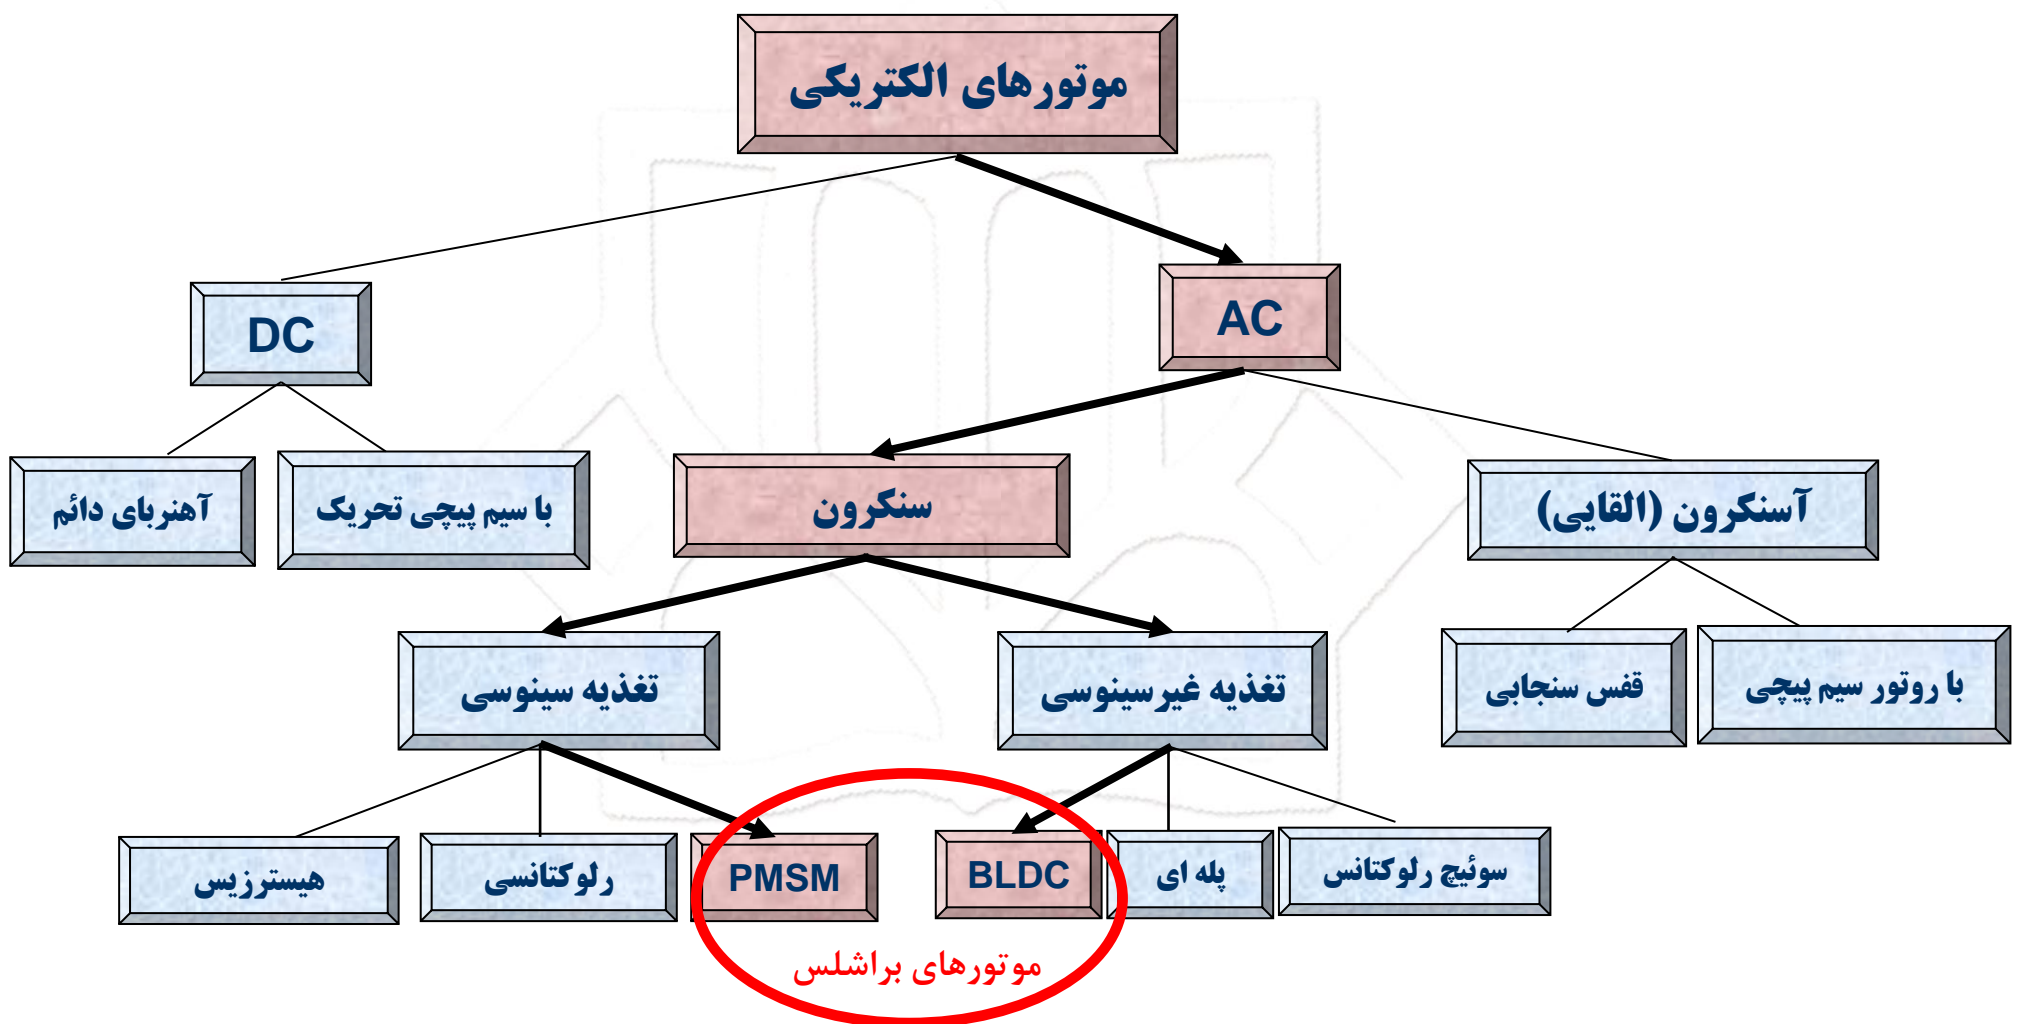 موتورهای الکتریکی
DC
AC
آهنربای دائم
با سیم پیچی تحریک
سنکرون
آسنکرون (القایی)
تغذیه سینوسی
تغذیه غیرسینوسی
قفس سنجابی
با روتور سیم پیچی
هیسترزیس
رلوکتانسی
PMSM
BLDC
پله ای
سوئیچ رلوکتانس
موتورهای براشلس